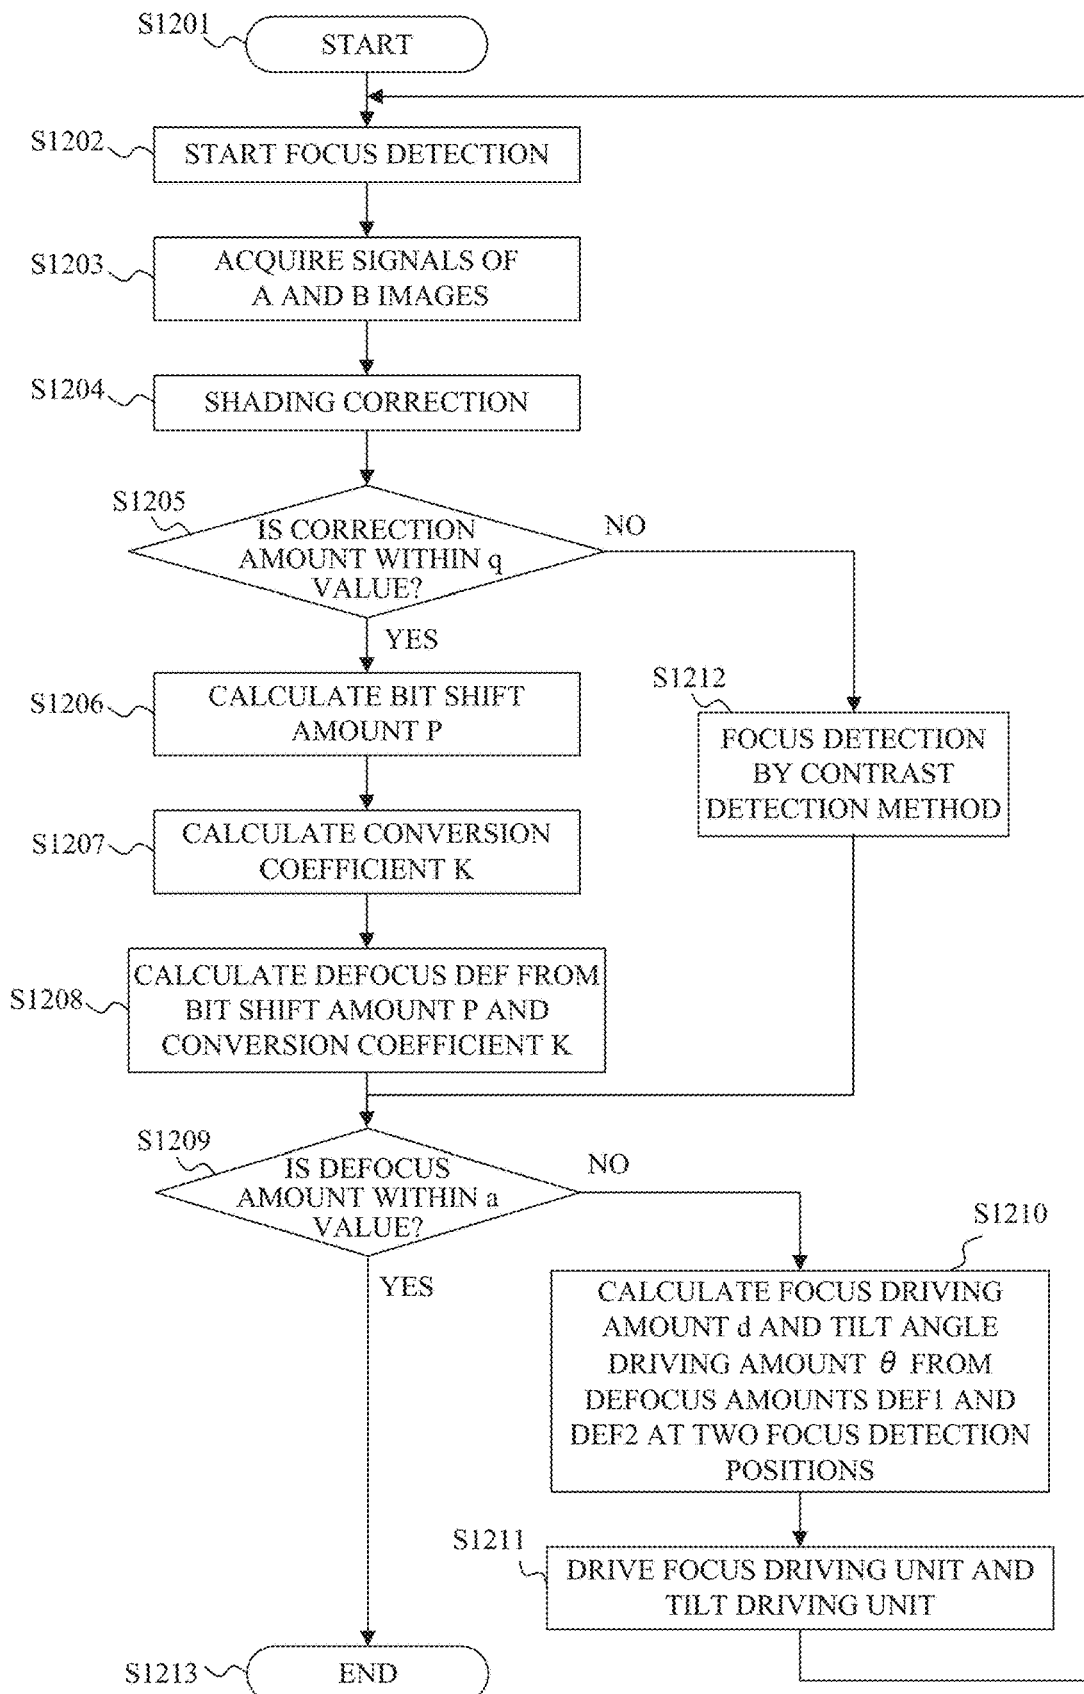 S1201
START
S1202
START FOCUS DETECTION
S1203
ACQUIRE SIGNALS OF
A AND B IMAGES
S1204
SHADING CORRECTION
S1205
IS CORRECTION
AMOUNT WITHIN q
VALUE?
NO
YES
S1206
CALCULATE BIT SHIFT
AMOUNT P
S1212
FOCUS DETECTION
BY CONTRAST
DETECTION METHOD
S1207
CALCULATE CONVERSION
COEFFICIENT K
S1208
CALCULATE DEFOCUS DEF FROM
BIT SHIFT AMOUNT P AND
CONVERSION COEFFICIENT K
S1209
IS DEFOCUS
AMOUNT WITHIN a
VALUE?
NO
YES
S1210
CALCULATE FOCUS DRIVING
AMOUNT d AND TILT ANGLE
DRIVING AMOUNT θ FROM
DEFOCUS AMOUNTS DEF1 AND
DEF2 AT TWO FOCUS DETECTION
POSITIONS
S1211
DRIVE FOCUS DRIVING UNIT AND
TILT DRIVING UNIT
S1213
END